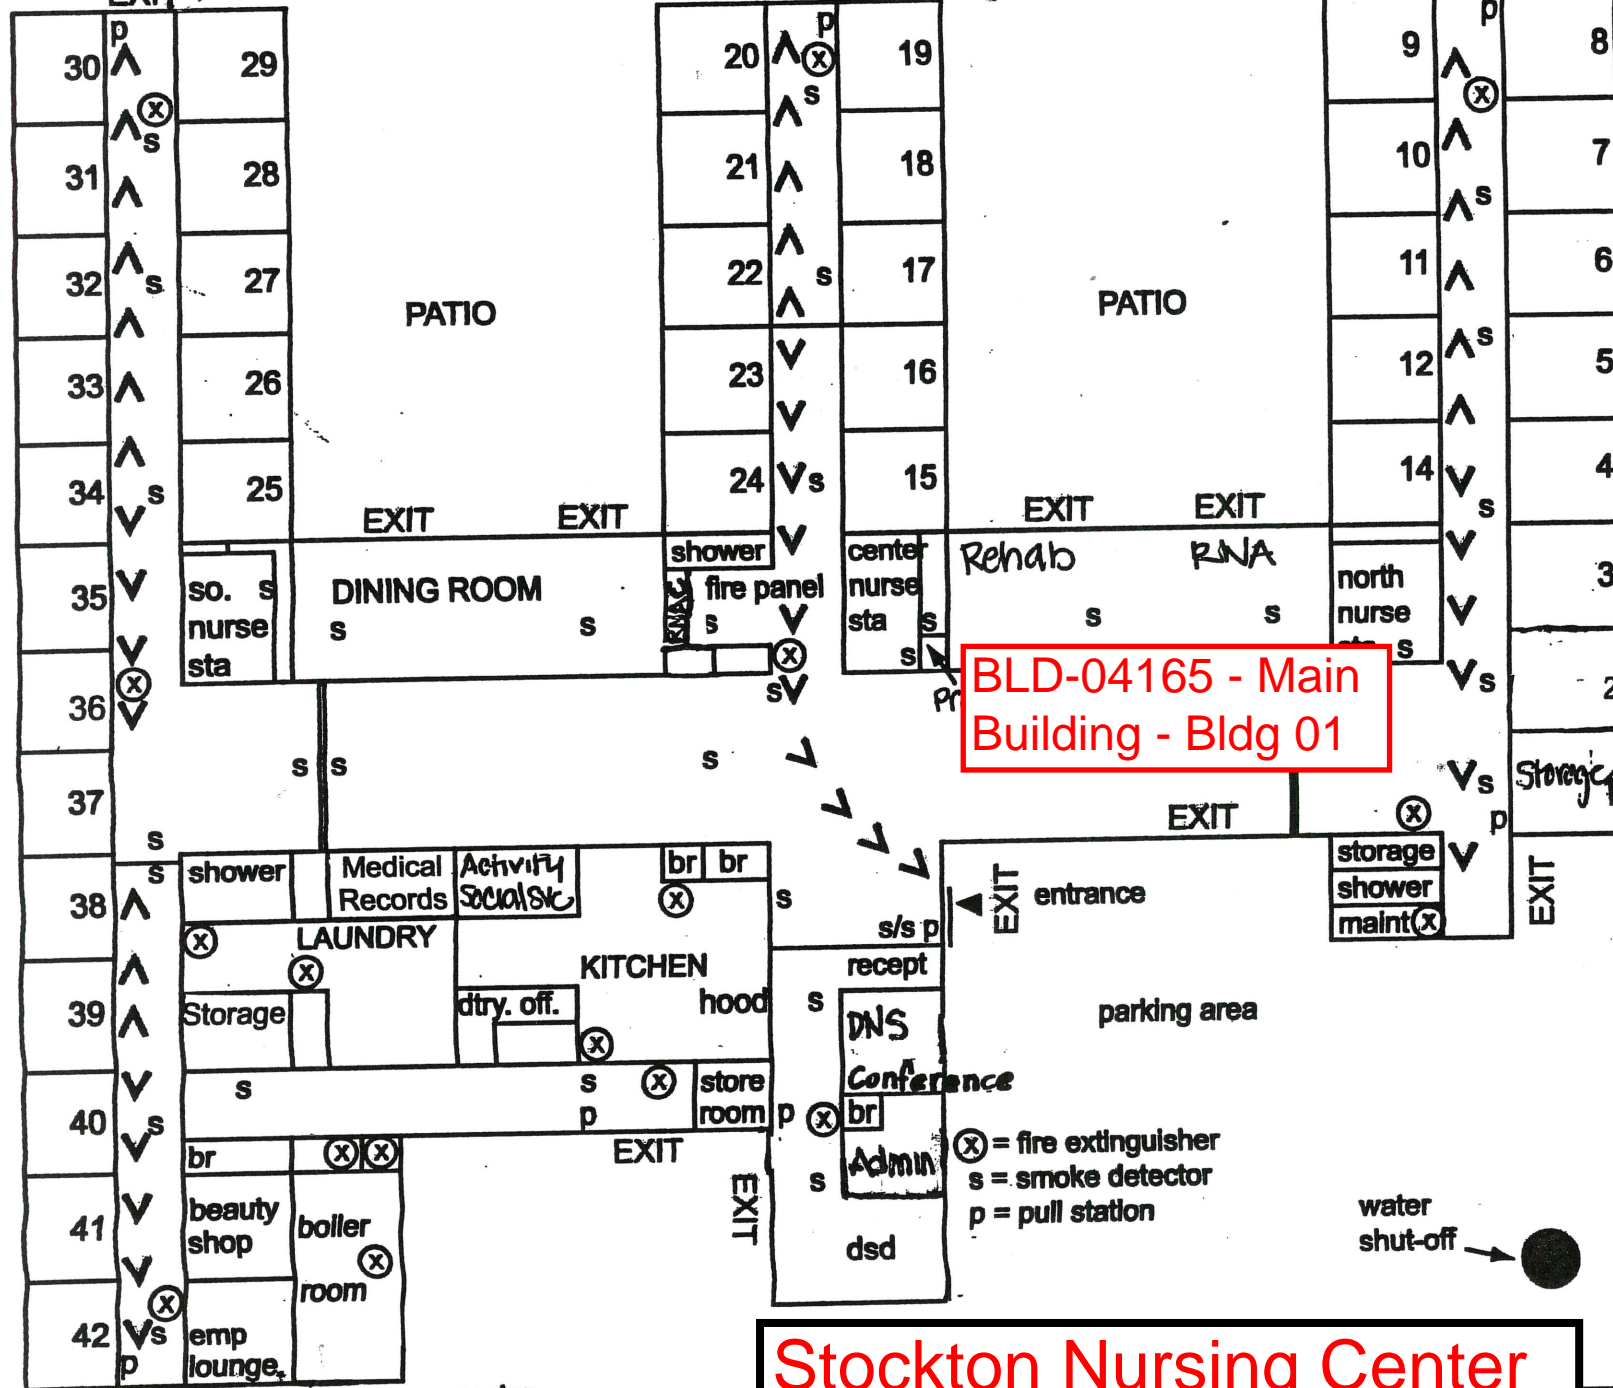 EXIT
p
p
p
30
29
20
19
9
8
s
s
31
28
21
18
10
7
s
32
s
27
22
s
17
11
6
PATIO
PATIO
33
26
23
16
12
s
5
34
s
25
24
s
15
14
s
4
EXIT
EXIT
EXIT
EXIT
35
so.
s
nurse
sta
DINING ROOM
s
s
shower
RNAC
fire panel
s
center
nurse
sta
s
s
Rehab
RNA
s
s
north
nurse
s
3
36
s
BLD-04165 - Main
Building - Bldg 01
s
2
37
s
s
s
s
EXIT
s
Storage
p
s
38
shower
Medical
Records
Activity
Social Svc
br
br
s
s/s p
EXIT
entrance
storage
shower
maint
EXIT
LAUNDRY
KITCHEN
hood
recept
39
Storage
dtry. off.
s
DNS
Conference
parking area
40
s
s
s
p
store
room
p
br
br
EXIT
EXIT
s
Admin
ⓧ = fire extinguisher
s = smoke detector
p = pull station
41
beauty
shop
boiler
room
dsd
water
shut-off
42
s
p
emp
lounge
Stockton Nursing Center